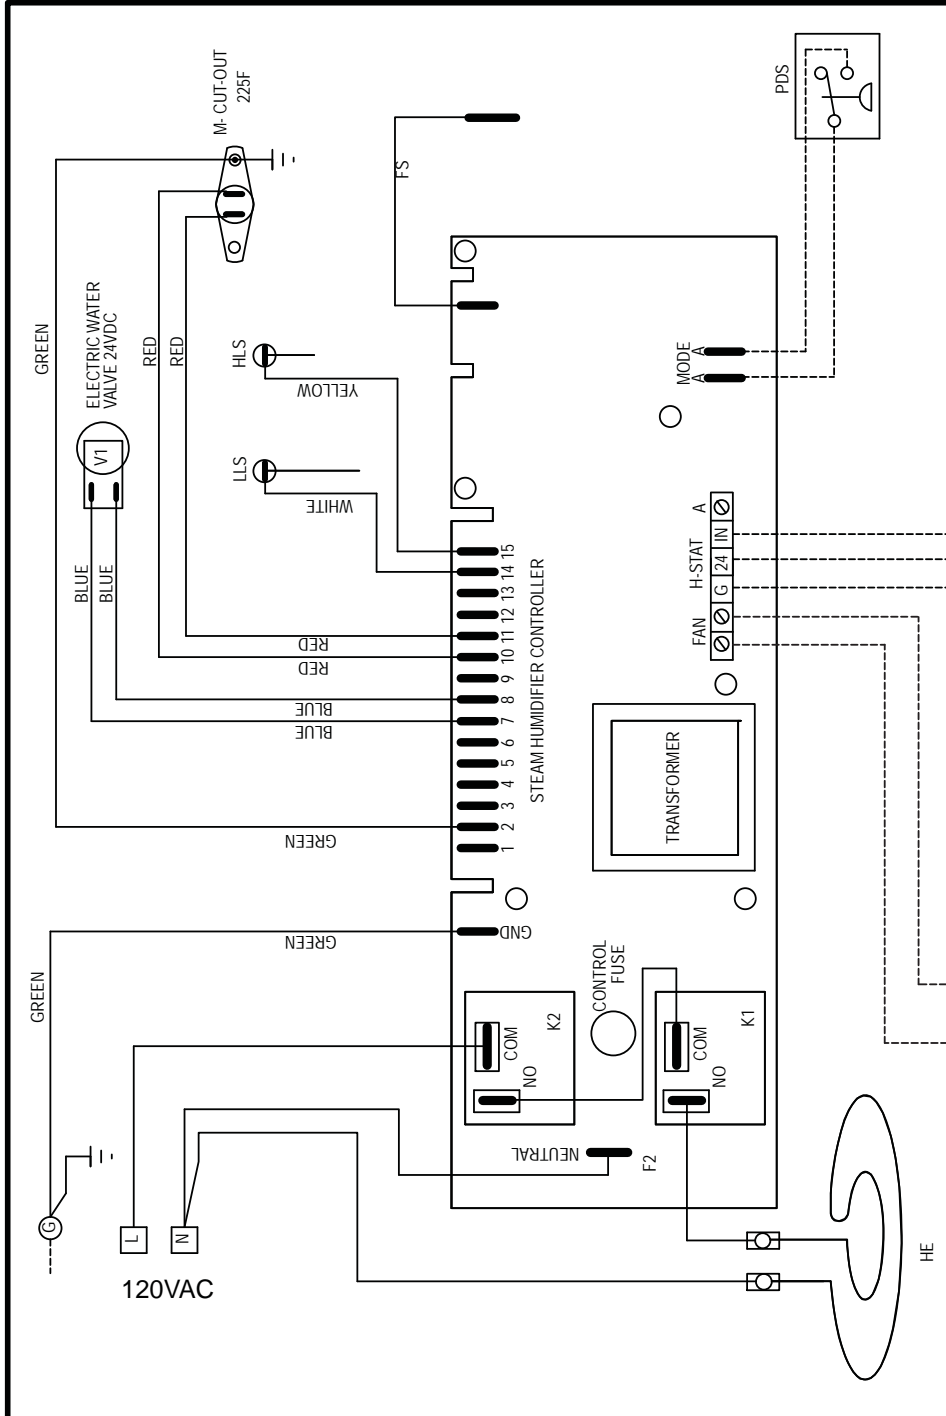 M- CUT-OUT
225F
PDS
FS
GREEN
ELECTRIC WATER
VALVE 24VDC
V1
RED
RED
HLS
YELLOW
LLS
WHITE
BLUE
BLUE
MODE
A
A
H-STAT
A
IN
24
G
FAN
RED
RED
BLUE
BLUE
GREEN
15
14
13
12
11
10
9
8
7
6
5
4
3
2
1
STEAM HUMIDIFIER CONTROLLER
TRANSFORMER
GND
GREEN
GREEN
CONTROL
FUSE
COM
K2
NO
COM
K1
NO
NEUTRAL
F2
G
L
N
120VAC
HE